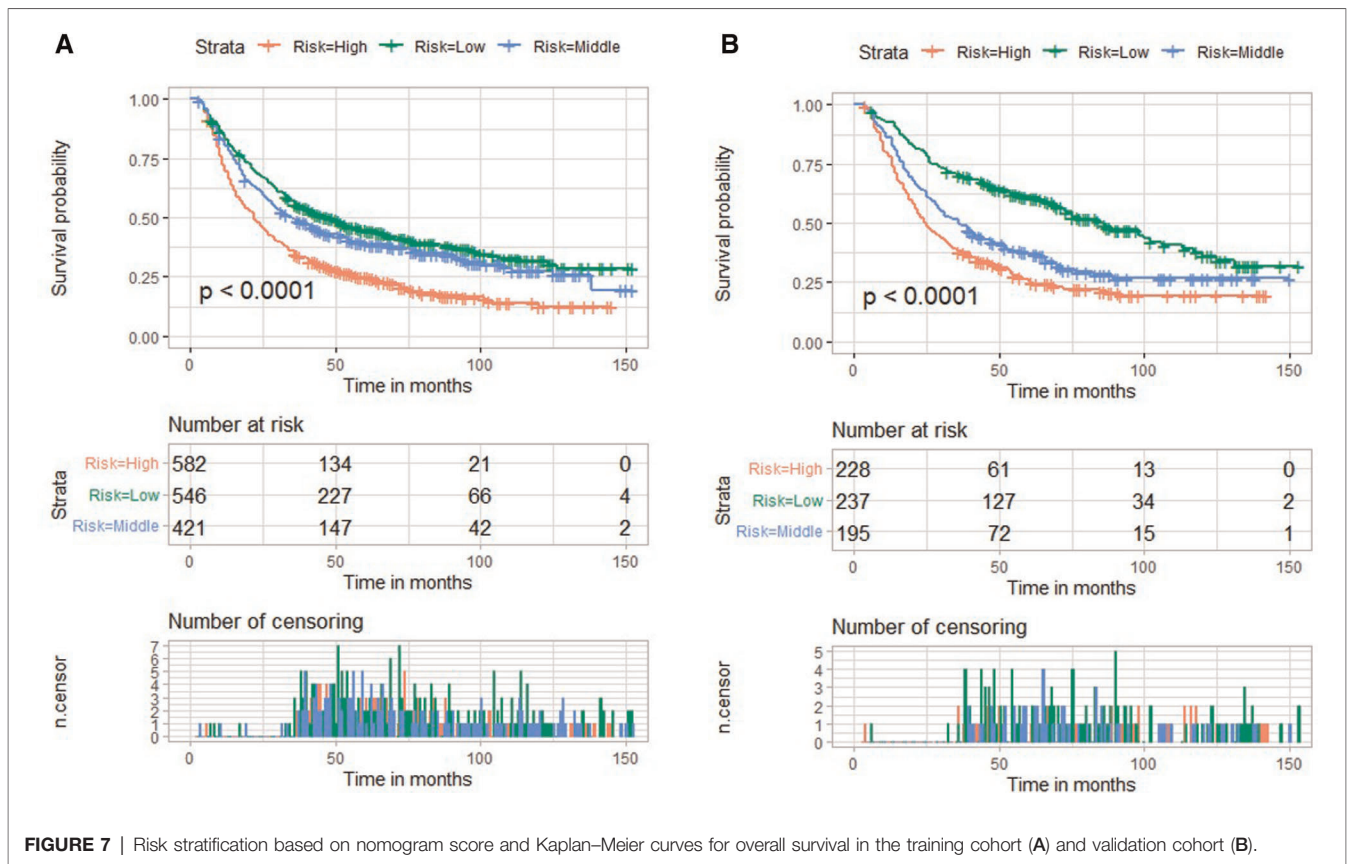 A
Strata Risk=High Risk=Low Risk=Middle
Survival probability
1.00
0.75
0.50
0.25
0.00
p < 0.0001
0 50 100 150
Time in months
Number at risk
Strata
Risk=High 582 134 21 0
Risk=Low 546 227 66 4
Risk=Middle 421 147 42 2
0 50 100 150
Time in months
Number of censoring
n.censor
7
6
5
4
3
2
1
0
0 50 100 150
Time in months
B
Strata Risk=High Risk=Low Risk=Middle
Survival probability
1.00
0.75
0.50
0.25
0.00
p < 0.0001
0 50 100 150
Time in months
Number at risk
Strata
Risk=High 228 61 13 0
Risk=Low 237 127 34 2
Risk=Middle 195 72 15 1
0 50 100 150
Time in months
Number of censoring
n.censor
5
4
3
2
1
0
0 50 100 150
Time in months
FIGURE 7 | Risk stratification based on nomogram score and Kaplan–Meier curves for overall survival in the training cohort (A) and validation cohort (B).